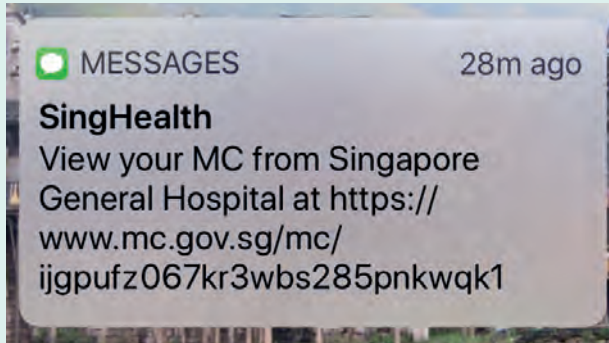 MESSAGES 28m ago
SingHealth
View your MC from Singapore
General Hospital at https://
www.mc.gov.sg/mc/
ijgpufz067kr3wbs285pnkwqk1